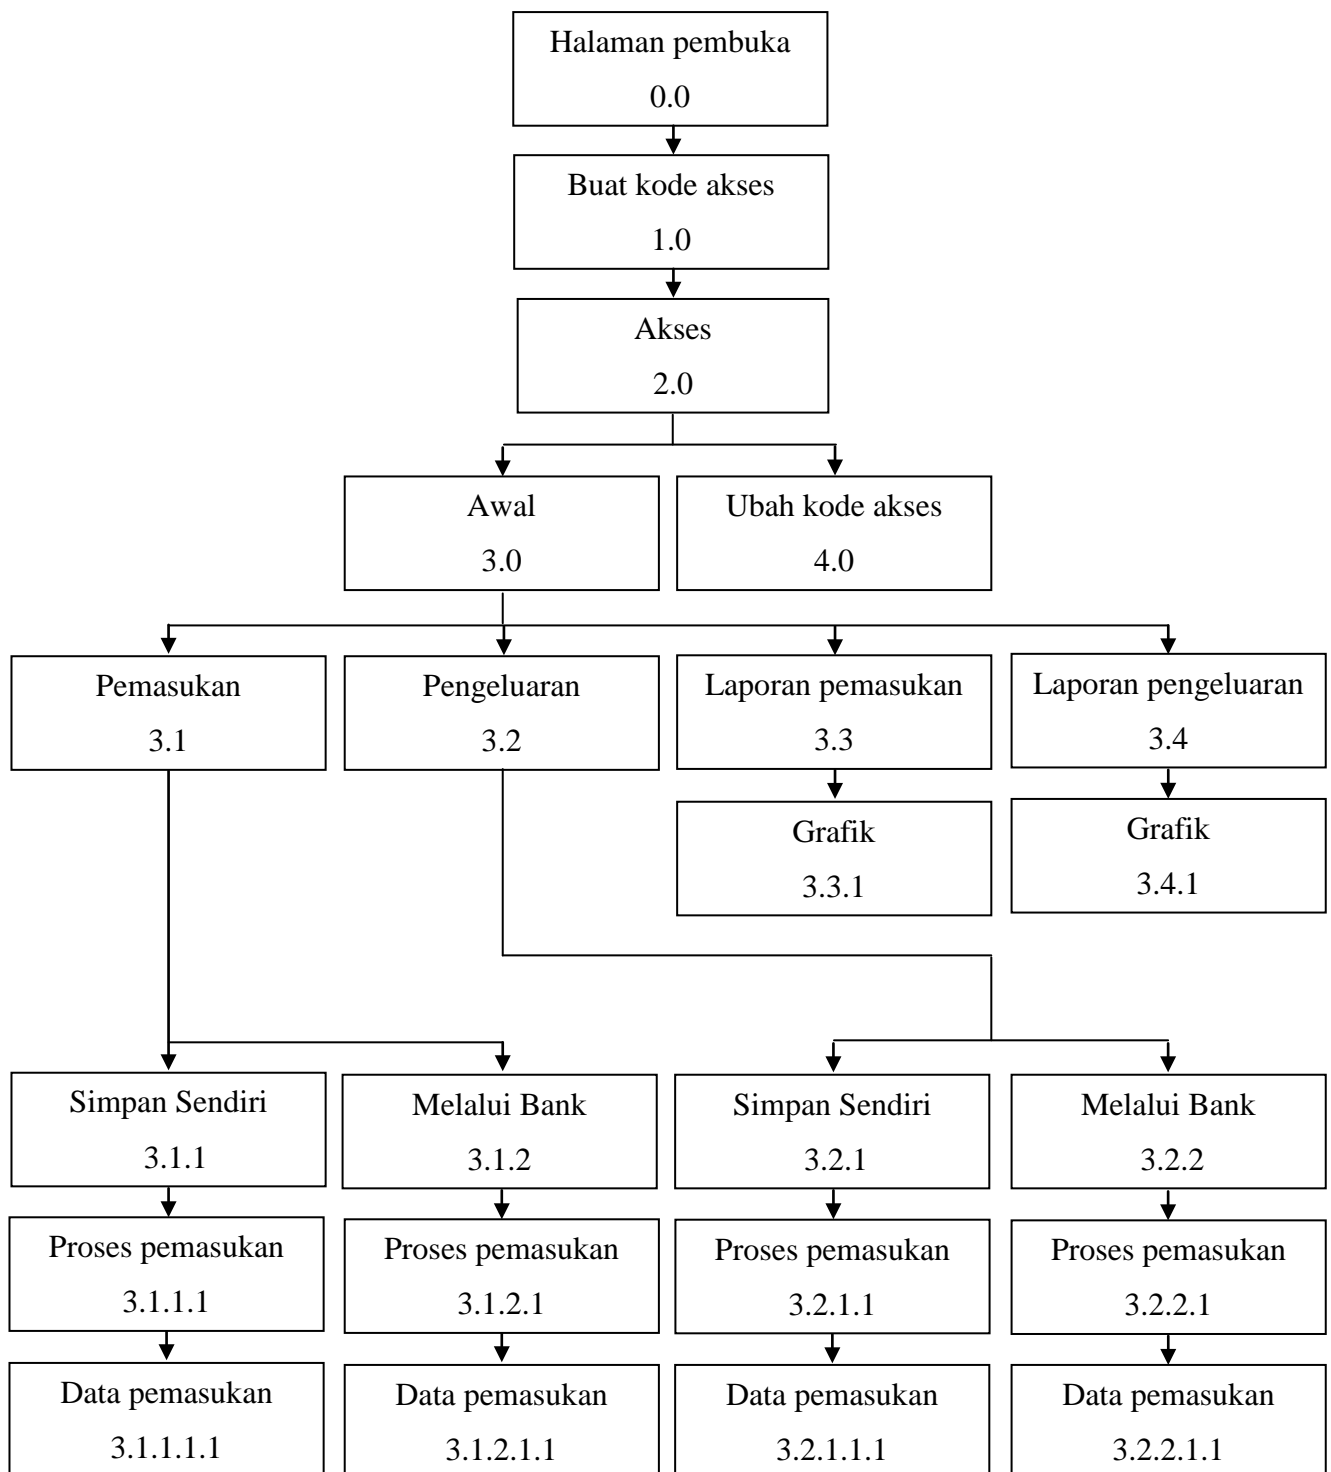 Halaman pembuka
0.0
Buat kode akses
1.0
Akses
2.0
Awal
3.0
Ubah kode akses
4.0
Pemasukan
3.1
Pengeluaran
3.2
Laporan pemasukan
3.3
Laporan pengeluaran
3.4
Grafik
3.3.1
Grafik
3.4.1
Simpan Sendiri
3.1.1
Melalui Bank
3.1.2
Simpan Sendiri
3.2.1
Melalui Bank
3.2.2
Proses pemasukan
3.1.1.1
Proses pemasukan
3.1.2.1
Proses pemasukan
3.2.1.1
Proses pemasukan
3.2.2.1
Data pemasukan
3.1.1.1.1
Data pemasukan
3.1.2.1.1
Data pemasukan
3.2.1.1.1
Data pemasukan
3.2.2.1.1